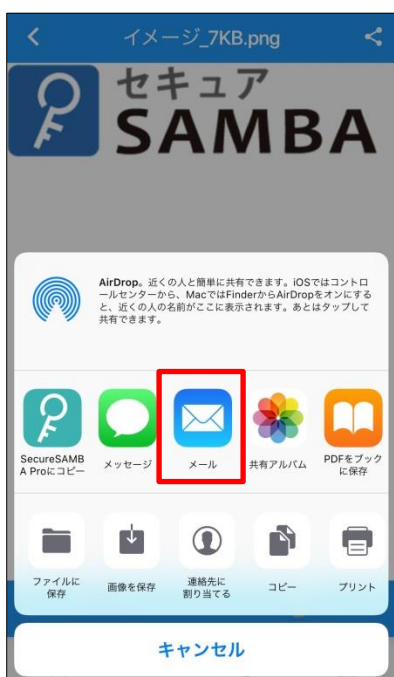 イメージ_7KB.png
セキュア
SAMBA
AirDrop。近くの人と簡単に共有できます。iOSではコントロ
ールセンターから、MacではFinderからAirDropをオンにする
と、近くの人の名前がここに表示されます。あとはタップして
共有できます。
SecureSAMB
A Proにコピー
メッセージ
メール
共有アルバム
PDFをブック
に保存
ファイルに
保存
画像を保存
連絡先に
割り当てる
コピー
プリント
キャンセル